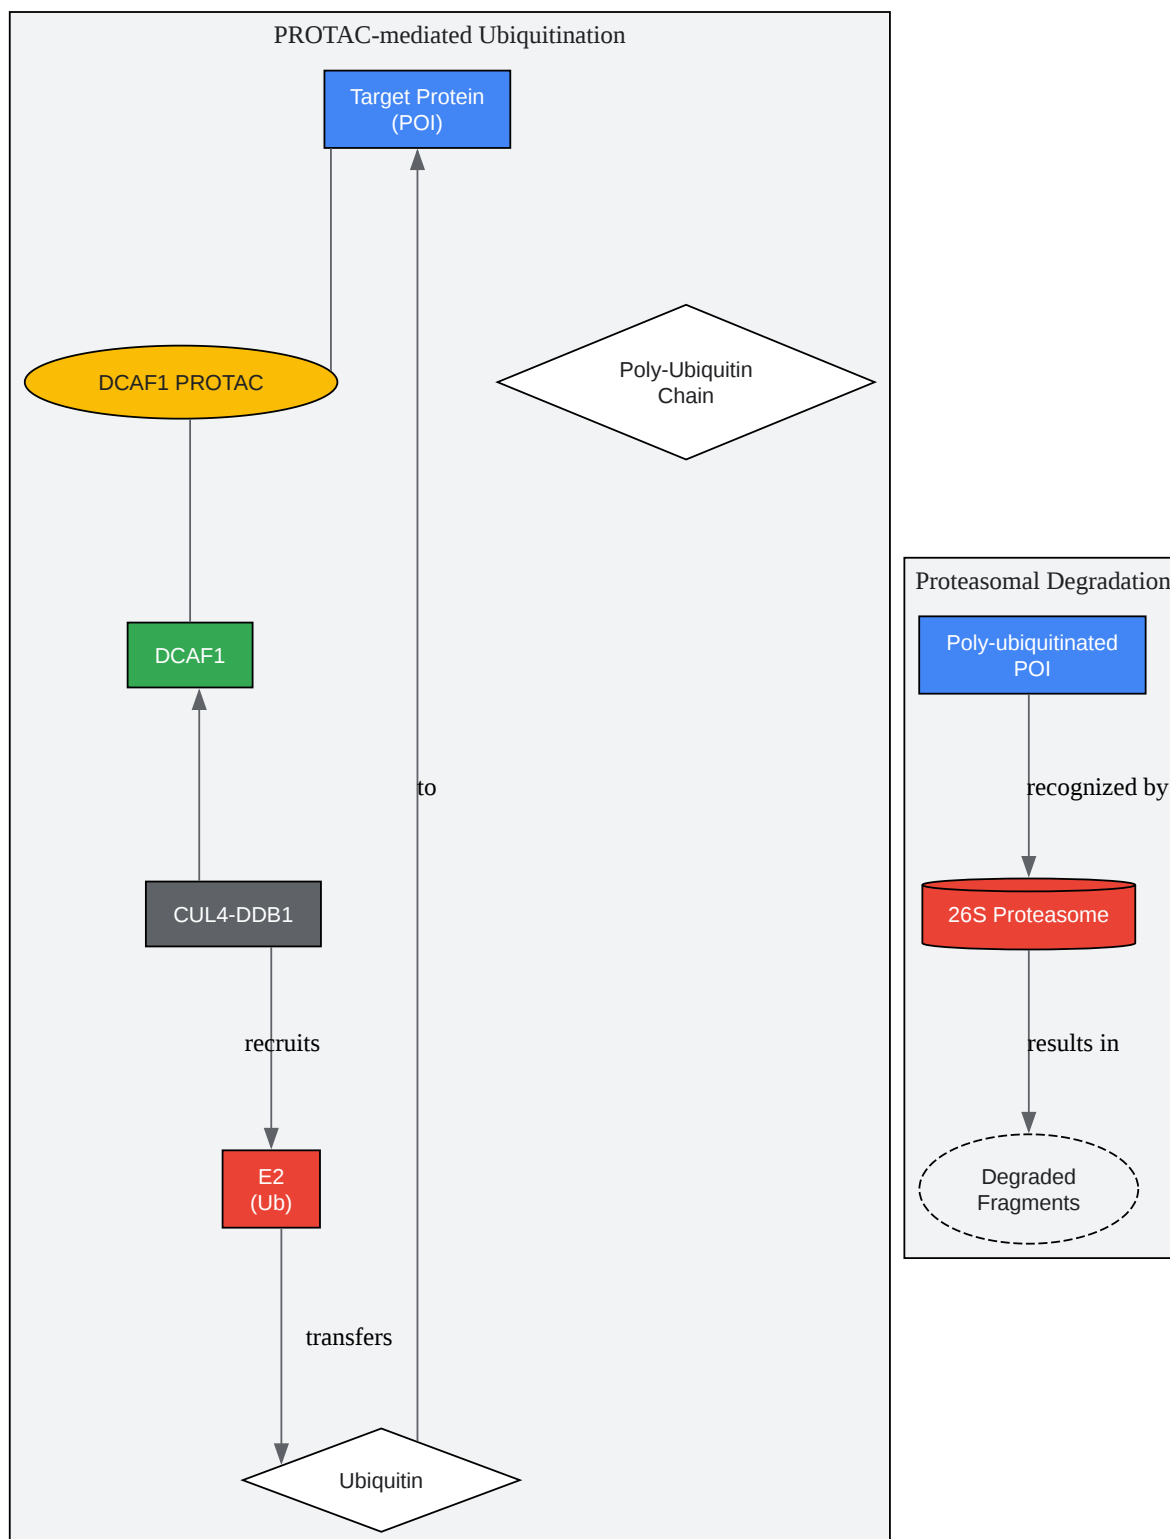 PROTAC-mediated Ubiquitination
Target Protein
(POI)
DCAF1 PROTAC
Poly-Ubiquitin
Chain
DCAF1
to
CUL4-DDB1
recruits
E2
(Ub)
transfers
Ubiquitin
Proteasomal Degradation
Poly-ubiquitinated
POI
recognized by
26S Proteasome
results in
Degraded
Fragments